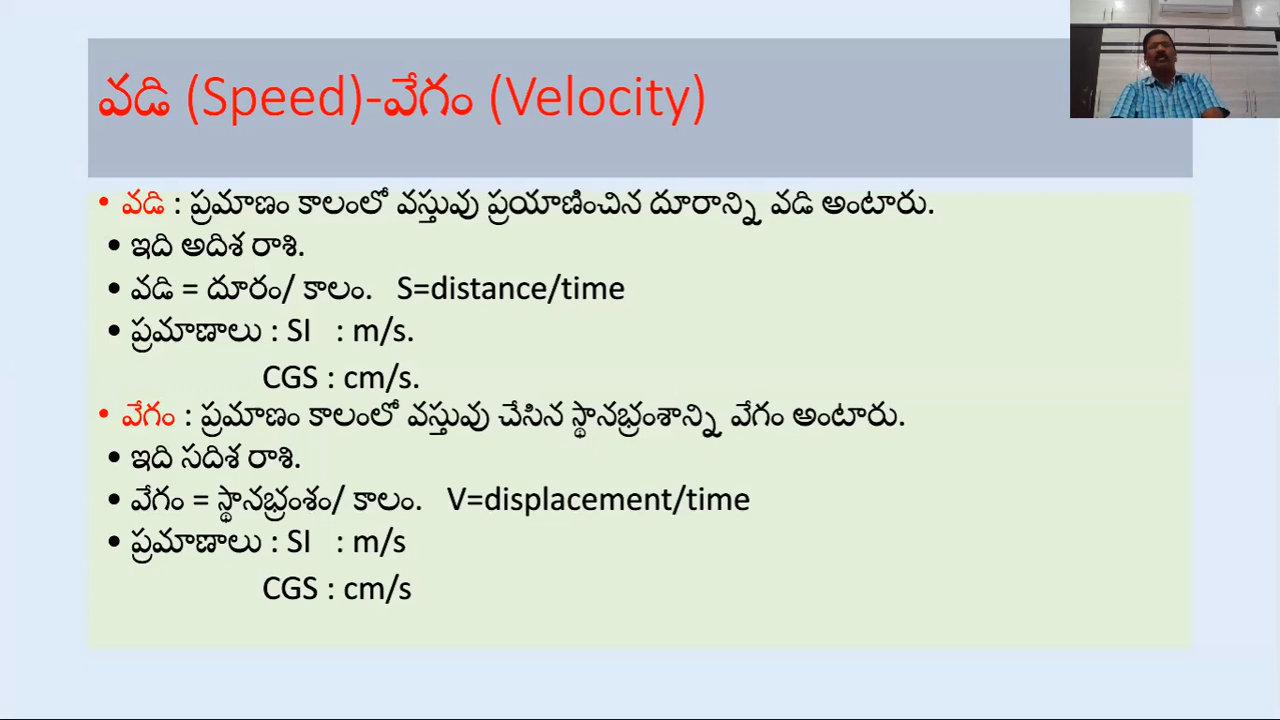 వడి (Speed)-వేగం (Velocity)
• వడి : ప్రమాణం కాలంలో వస్తువు ప్రయాణించిన దూరాన్ని వడి అంటారు.
• ఇది అదిశ రాశి.
• వడి = దూరం/ కాలం. S=distance/time
• ప్రమాణాలు : SI : m/s.
CGS : cm/s.
• వేగం : ప్రమాణం కాలంలో వస్తువు చేసిన స్థానభ్రంశాన్ని వేగం అంటారు.
• ఇది సదిశ రాశి.
• వేగం = స్థానభ్రంశం/ కాలం. V=displacement/time
• ప్రమాణాలు : SI : m/s
CGS : cm/s